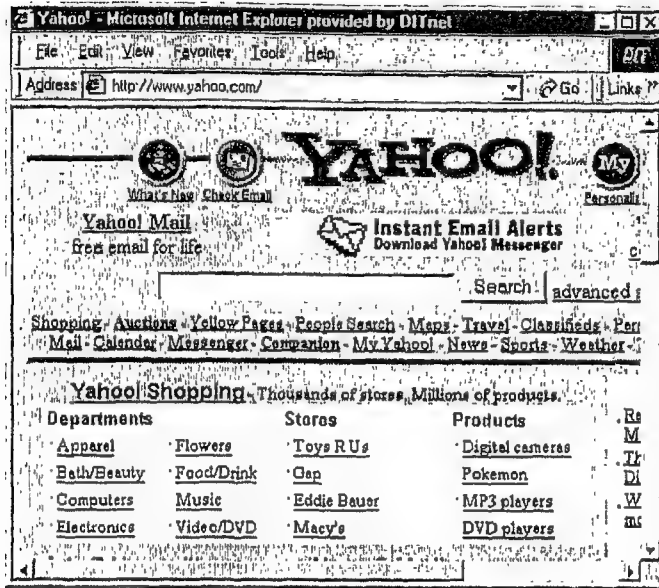 Yahoo! - Microsoft Internet Explorer provided by DITnet
File Edit View Favorites Tools Help
Address http://www.yahoo.com/ Go Links »
YAHOO! My
What's New Check Email
Yahoo! Mail
free email for life
Instant Email Alerts
Download Yahoo! Messenger
Search advanced s
Shopping - Auctions - Yellow Pages - People Search - Maps - Travel - Classifieds - Per
Mail - Calendar - Messenger - Companion - My Yahoo! - News - Sports - Weather -
Yahoo! Shopping - Thousands of stores, Millions of products.
Departments Stores Products
· Apparel · Flowers · Toys R Us · Digital cameras
· Bath/Beauty · Food/Drink · Gap · Pokemon
· Computers · Music · Eddie Bauer · MP3 players
· Electronics · Video/DVD · Macy's · DVD players